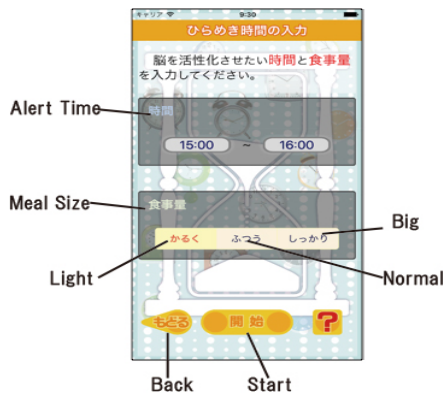 キャリア 9:30
ひらめき時間の入力
脳を活性化させたい時間と食事量
を入力してください。
Alert Time
時間
15:00 ~ 16:00
Meal Size
食事量
Big
かるく ふつう しっかり
Light
Normal
もどる 開始 ?
Back
Start